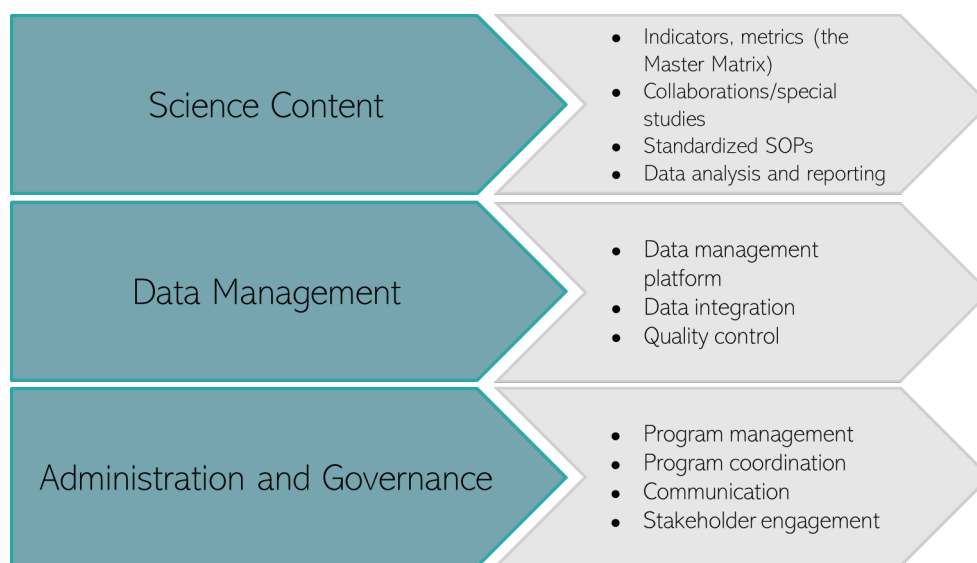 Science Content
● Indicators, metrics (the
Master Matrix)
● Collaborations/special
studies
● Standardized SOPs
● Data analysis and reporting
Data Management
● Data management
platform
● Data integration
● Quality control
Administration and Governance
● Program management
● Program coordination
● Communication
● Stakeholder engagement